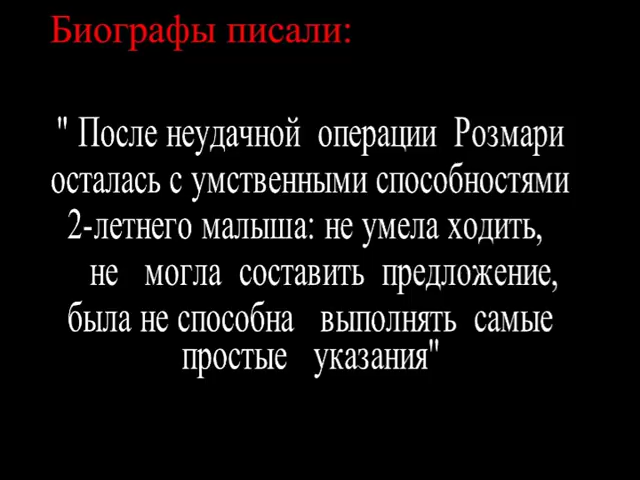 Биографы писали:
" После неудачной операции Розмари
осталась с умственными способностями
2-летнего малыша: не умела ходить,
не могла составить предложение,
была не способна выполнять самые
простые указания"